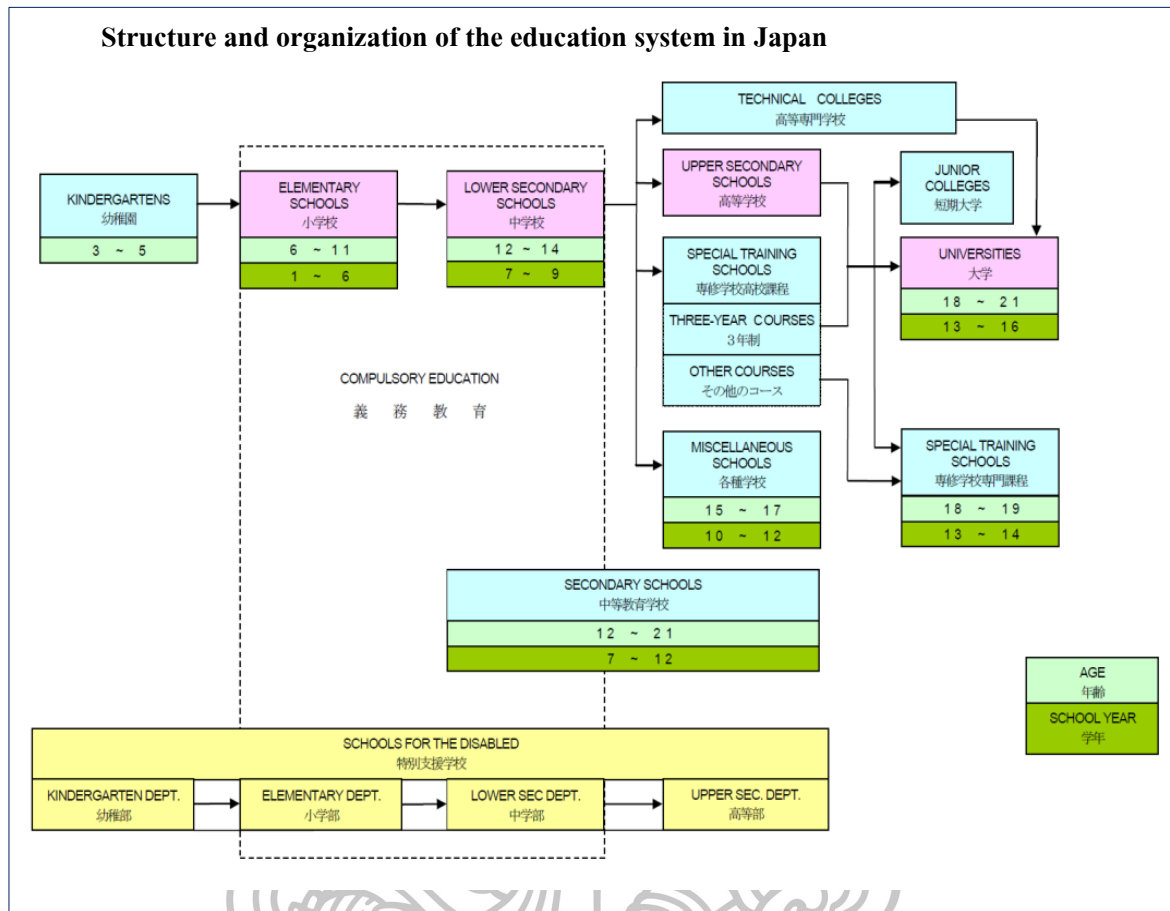 Structure and organization of the education system in Japan
KINDERGARTENS
幼稚園
3 ~ 5
ELEMENTARY
SCHOOLS
小学校
6 ~ 11
1 ~ 6
LOWER SECONDARY
SCHOOLS
中学校
12 ~ 14
7 ~ 9
COMPULSORY EDUCATION
義 務 教 育
TECHNICAL COLLEGES
高等専門学校
UPPER SECONDARY
SCHOOLS
高等学校
SPECIAL TRAINING
SCHOOLS
専修学校高校課程
THREE-YEAR COURSES
3年制
OTHER COURSES
その他のコース
MISCELLANEOUS
SCHOOLS
各種学校
15 ~ 17
10 ~ 12
JUNIOR
COLLEGES
短期大学
UNIVERSITIES
大学
18 ~ 21
13 ~ 16
SPECIAL TRAINING
SCHOOLS
専修学校専門課程
18 ~ 19
13 ~ 14
SECONDARY SCHOOLS
中等教育学校
12 ~ 21
7 ~ 12
AGE
年齢
SCHOOL YEAR
学年
SCHOOLS FOR THE DISABLED
特別支援学校
KINDERGARTEN DEPT.
幼稚部
ELEMENTARY DEPT.
小学部
LOWER SEC DEPT.
中学部
UPPER SEC. DEPT.
高等部